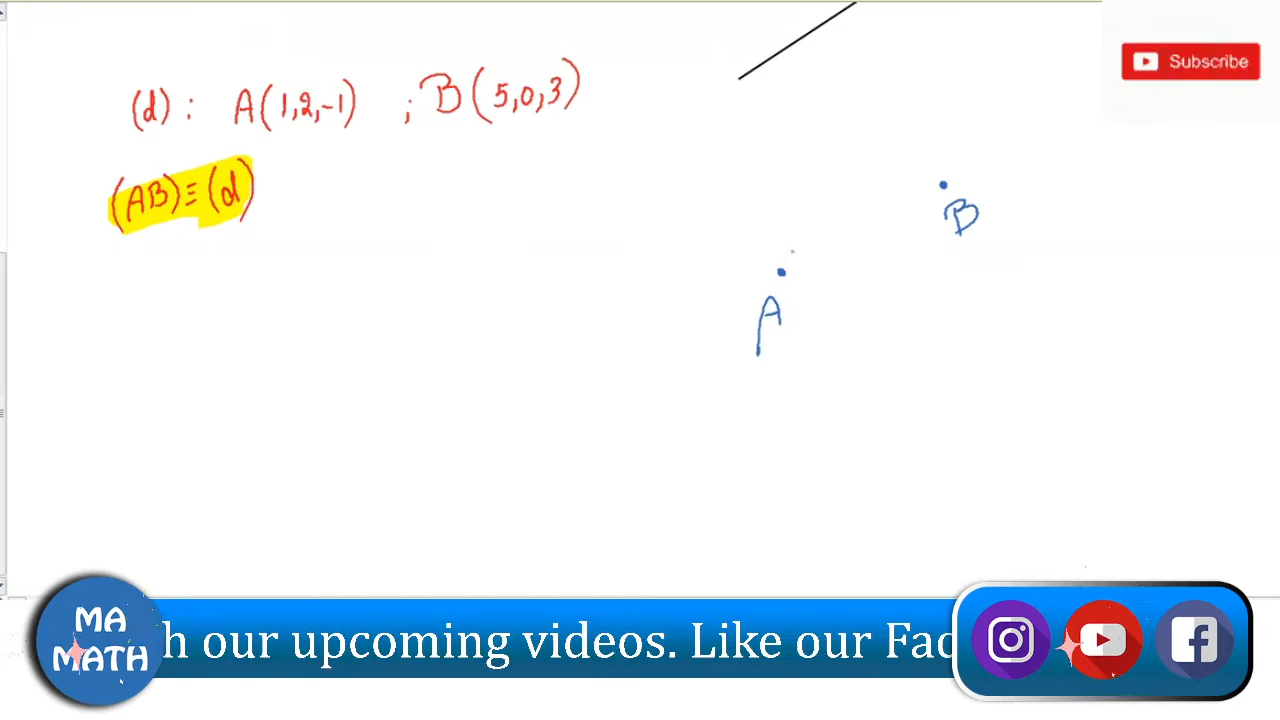 Subscribe
(d) : A(1,2,-1) ; B(5,0,3)
(AB)≡(d)
B
A
MA
MATH
h our upcoming videos. Like our Fac